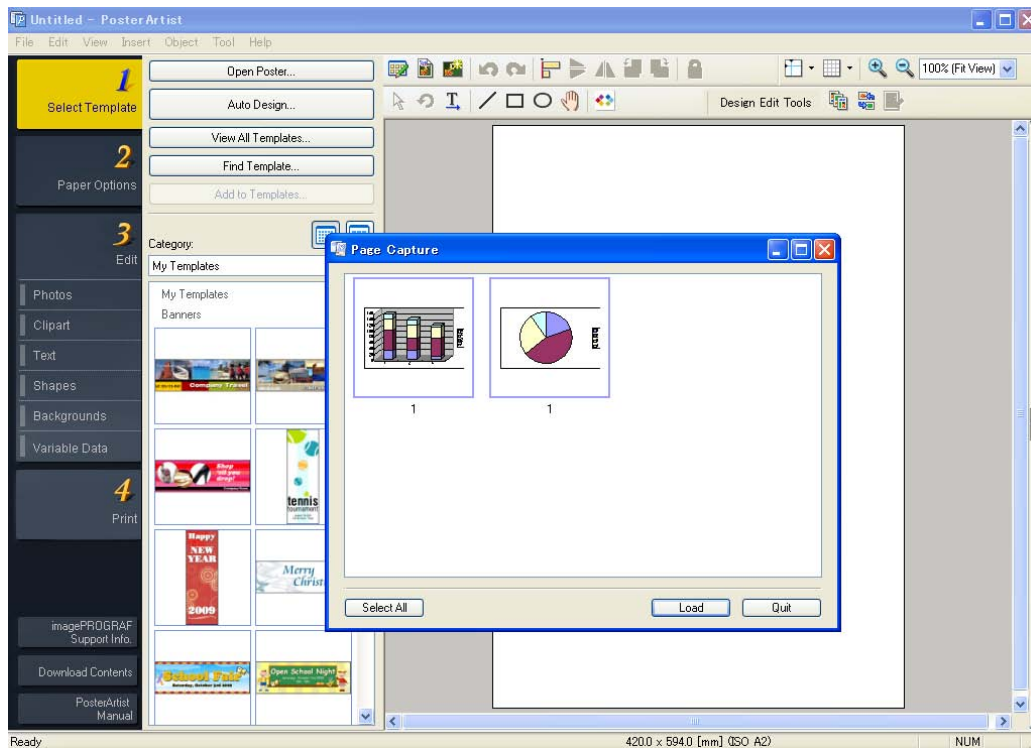 Untitled - PosterArtist
File Edit View Insert Object Tool Help
1
Select Template
2
Paper Options
3
Edit
Photos
Clipart
Text
Shapes
Backgrounds
Variable Data
4
Print
imagePROGRAF
Support Info.
Download Contents
PosterArtist
Manual
Open Poster...
Auto Design...
View All Templates...
Find Template...
Add to Templates...
Category:
My Templates
My Templates
Banners
Company Travel
Shop
'til you
drop!
tennis
tournament
Happy
NEW
YEAR
2009
Merry
Christ
School Fair
Open School Night
100% (Fit View)
Design Edit Tools
Page Capture
1
1
Select All
Load
Quit
Ready
420.0 x 594.0 [mm] (ISO A2)
NUM